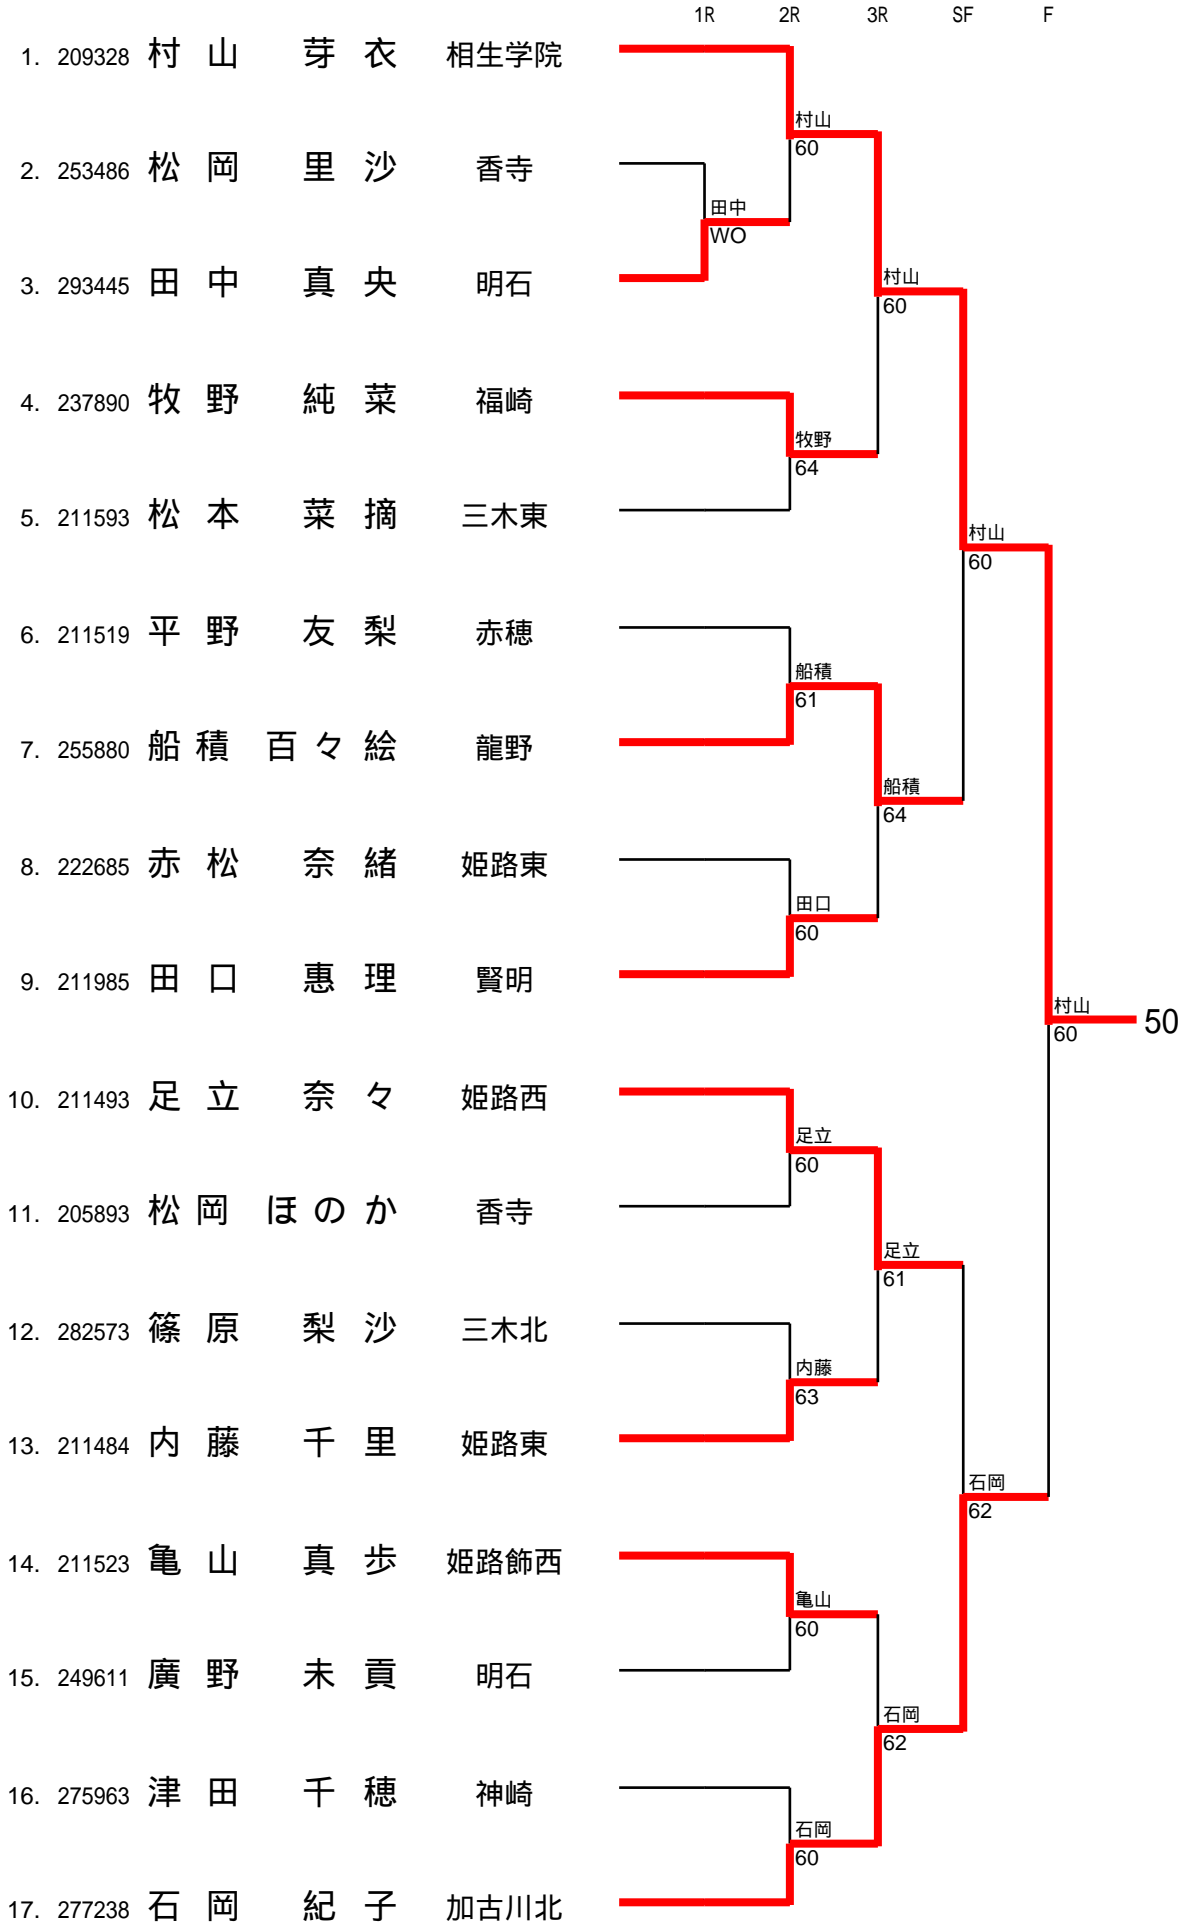 1R 2R 3R SF F
1. 209328 村山 芽衣 相生学院
村山
60
2. 253486 松岡 里沙 香寺
田中
WO
3. 293445 田中 真央 明石
村山
60
4. 237890 牧野 純菜 福崎
牧野
64
5. 211593 松本 菜摘 三木東
村山
60
6. 211519 平野 友梨 赤穂
船積
61
7. 255880 船積 百々絵 龍野
船積
64
8. 222685 赤松 奈緒 姫路東
田口
60
9. 211985 田口 惠理 賢明
村山
60
50
10. 211493 足立 奈々 姫路西
足立
60
11. 205893 松岡 ほのか 香寺
足立
61
12. 282573 篠原 梨沙 三木北
内藤
63
13. 211484 内藤 千里 姫路東
石岡
62
14. 211523 亀山 真歩 姫路飾西
亀山
60
15. 249611 廣野 未貢 明石
石岡
62
16. 275963 津田 千穂 神崎
石岡
60
17. 277238 石岡 紀子 加古川北